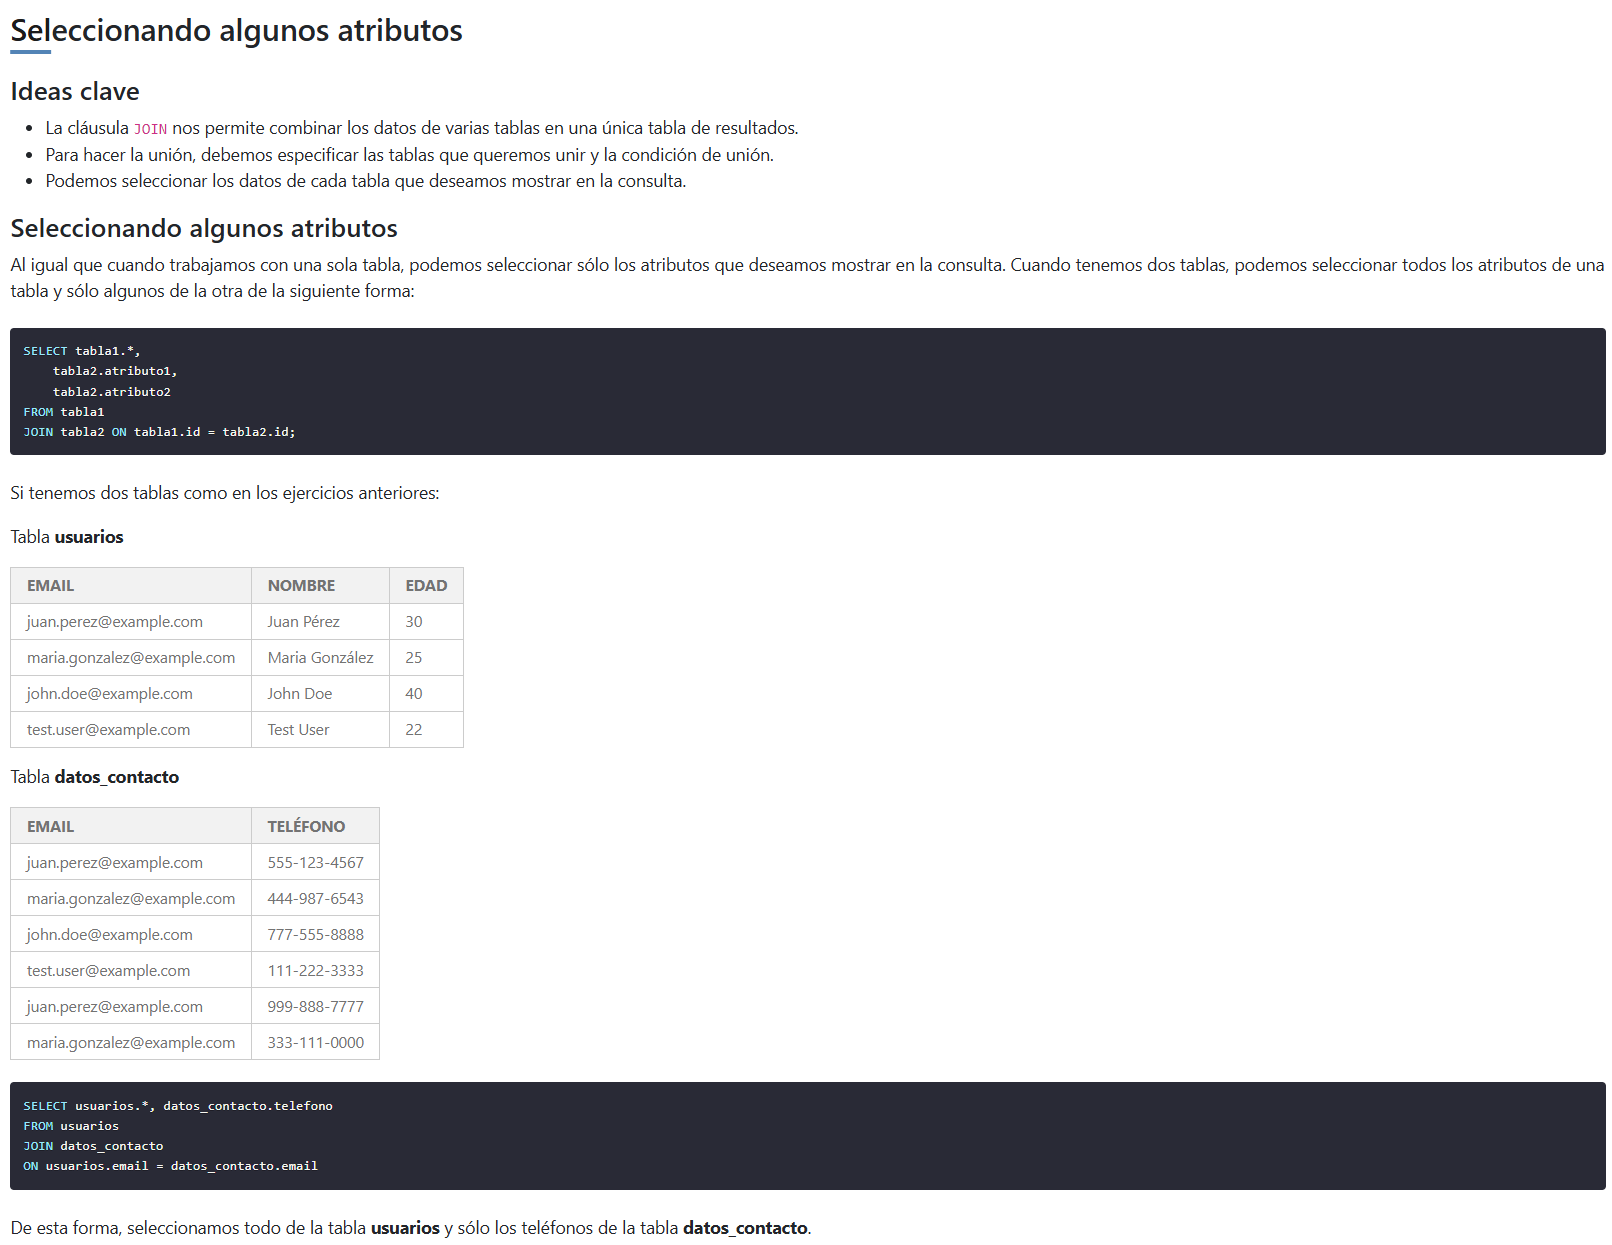 Seleccionando algunos atributos
Ideas clave
La cláusula JOIN nos permite combinar los datos de varias tablas en una única tabla de resultados.
Para hacer la unión, debemos especificar las tablas que queremos unir y la condición de unión.
Podemos seleccionar los datos de cada tabla que deseamos mostrar en la consulta.
Seleccionando algunos atributos
Al igual que cuando trabajamos con una sola tabla, podemos seleccionar sólo los atributos que deseamos mostrar en la consulta. Cuando tenemos dos tablas, podemos seleccionar todos los atributos de una
tabla y sólo algunos de la otra de la siguiente forma:
SELECT tabla1.*,
    tabla2.atributo1,
    tabla2.atributo2
FROM tabla1
JOIN tabla2 ON tabla1.id = tabla2.id;
Si tenemos dos tablas como en los ejercicios anteriores:
Tabla usuarios
EMAIL NOMBRE EDAD
juan.perez@example.com Juan Pérez 30
maria.gonzalez@example.com Maria González 25
john.doe@example.com John Doe 40
test.user@example.com Test User 22
Tabla datos_contacto
EMAIL TELÉFONO
juan.perez@example.com 555-123-4567
maria.gonzalez@example.com 444-987-6543
john.doe@example.com 777-555-8888
test.user@example.com 111-222-3333
juan.perez@example.com 999-888-7777
maria.gonzalez@example.com 333-111-0000
SELECT usuarios.*, datos_contacto.telefono
FROM usuarios
JOIN datos_contacto
ON usuarios.email = datos_contacto.email
De esta forma, seleccionamos todo de la tabla usuarios y sólo los teléfonos de la tabla datos_contacto.